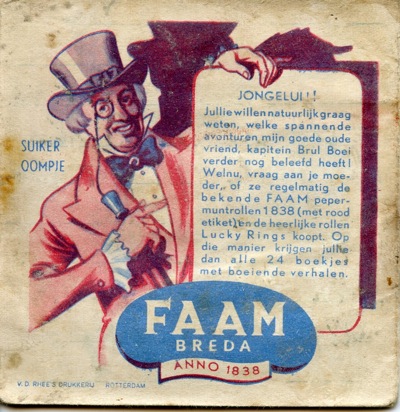 SUIKER
OOMPJE
JONGELUI!!
Jullie willen natuurlijk graag
weten, welke spannende
avonturen mijn goede oude
vriend, kapitein Brul Boei
verder nog beleefd heeft!
Welnu, vraag aan je moe-
der, of ze regelmatig de
bekende FAAM peper-
muntrollen 1838 (met rood
etiket) en de heerlijke rollen
Lucky Rings koopt. Op
die manier krijgen jullie
dan alle 24 boekjes
met boeiende verhalen.
FAAM
BREDA
ANNO 1838
V. D. RHEE'S DRUKKERIJ ROTTERDAM